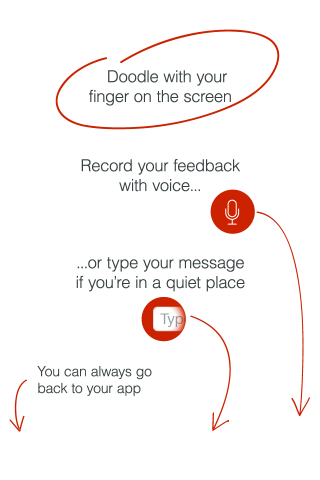 Doodle with your
finger on the screen
Record your feedback
with voice...
...or type your message
if you're in a quiet place
Typ
You can always go
back to your app